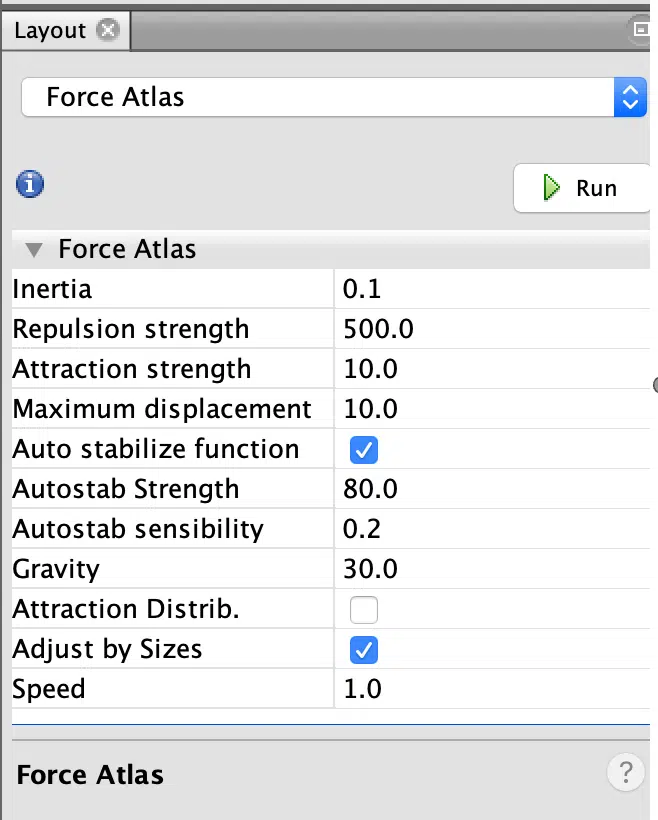 Layout
Force Atlas
Run
Force Atlas
Inertia 0.1
Repulsion strength 500.0
Attraction strength 10.0
Maximum displacement 10.0
Auto stabilize function
Autostab Strength 80.0
Autostab sensibility 0.2
Gravity 30.0
Attraction Distrib.
Adjust by Sizes
Speed 1.0
Force Atlas ?